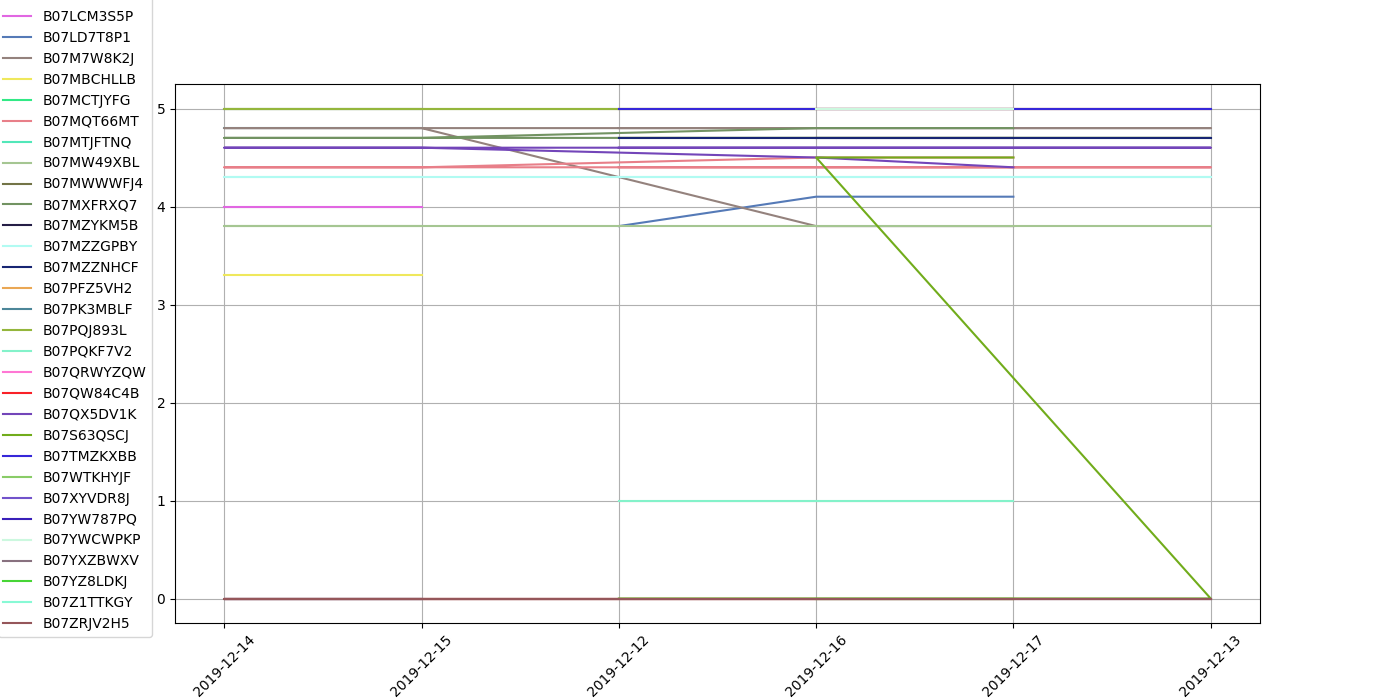 B07LCM3S5P
B07LD7T8P1
B07M7W8K2J
B07MBCHLLB
B07MCTJYFG
B07MQT66MT
B07MTJFTNQ
B07MW49XBL
B07MWWWFJ4
B07MXFRXQ7
B07MZYKM5B
B07MZZGPBY
B07MZZNHCF
B07PFZ5VH2
B07PK3MBLF
B07PQJ893L
B07PQKF7V2
B07QRWYZQW
B07QW84C4B
B07QX5DV1K
B07S63QSCJ
B07TMZKXBB
B07WTKHYJF
B07XYVDR8J
B07YW787PQ
B07YWCWPKP
B07YXZBWXV
B07YZ8LDKJ
B07Z1TTKGY
B07ZRJV2H5
5
4
3
2
1
0
2019-12-14
2019-12-15
2019-12-12
2019-12-16
2019-12-17
2019-12-13